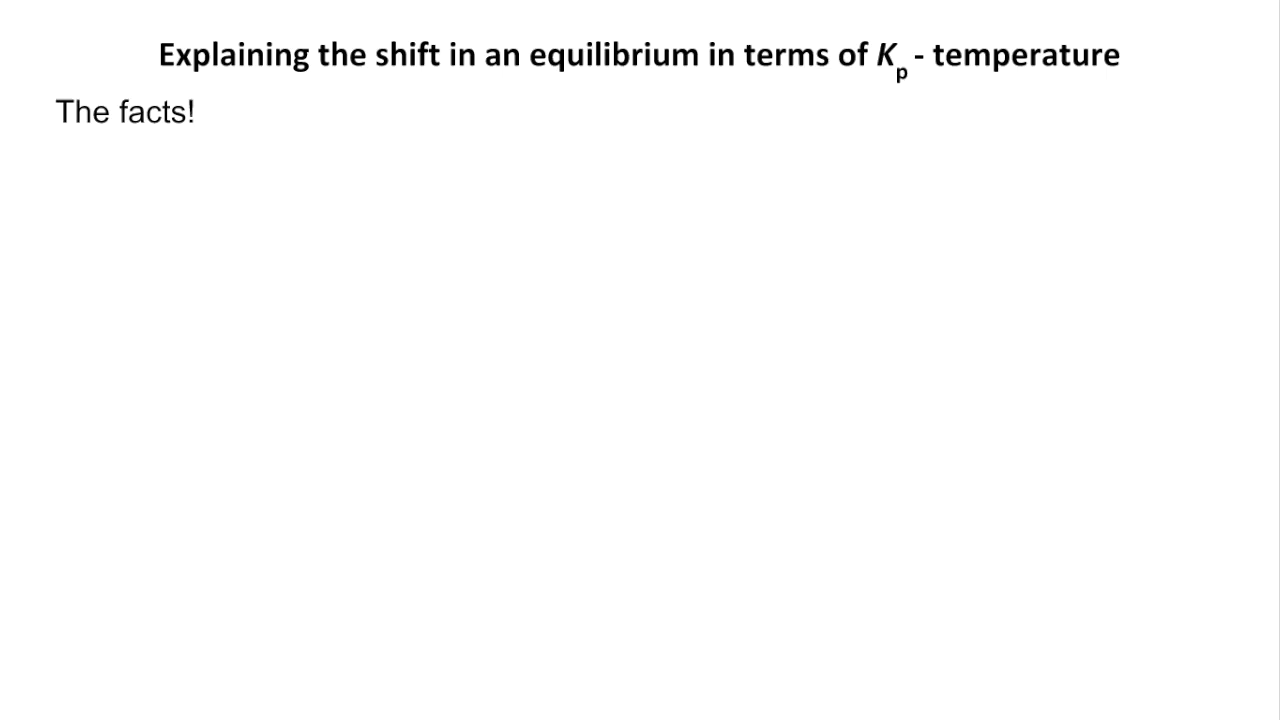 Explaining the shift in an equilibrium in terms of Kp - temperature
The facts!